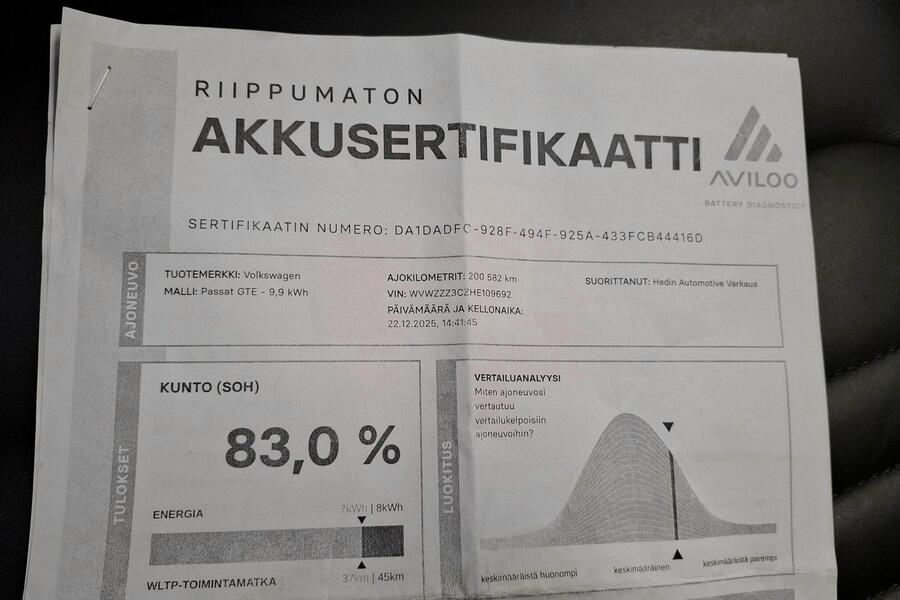 RIIPPUMATON
AKKUSERTIFIKAATTI
AVILOO
BATTERY DIAGNOSTICS
SERTIFIKAATIN NUMERO: DA1DADFC-928F-494F-925A-433FCB44416D
AJONEUVO
TUOTEMERKKI: Volkswagen
MALLI: Passat GTE - 9,9 kWh
AJOKILOMETRIT: 200 582 km
VIN: WVWZZZ3CZHE109692
PÄIVÄMÄÄRÄ JA KELLONAIKA:
22.12.2025, 14:41:45
SUORITTANUT: Hedin Automotive Varkaus
TULOKSET
KUNTO (SOH)
83,0 %
ENERGIA
7kWh | 8kWh
WLTP-TOIMINTAMATKA
37km | 45km
LUOKITUS
VERTAILUANALYYSI
Miten ajoneuvosi
vertautuu
vertailukelpoisiin
ajoneuvoihin?
keskimääräistä huonompi
keskimääräinen
keskimääräistä parempi